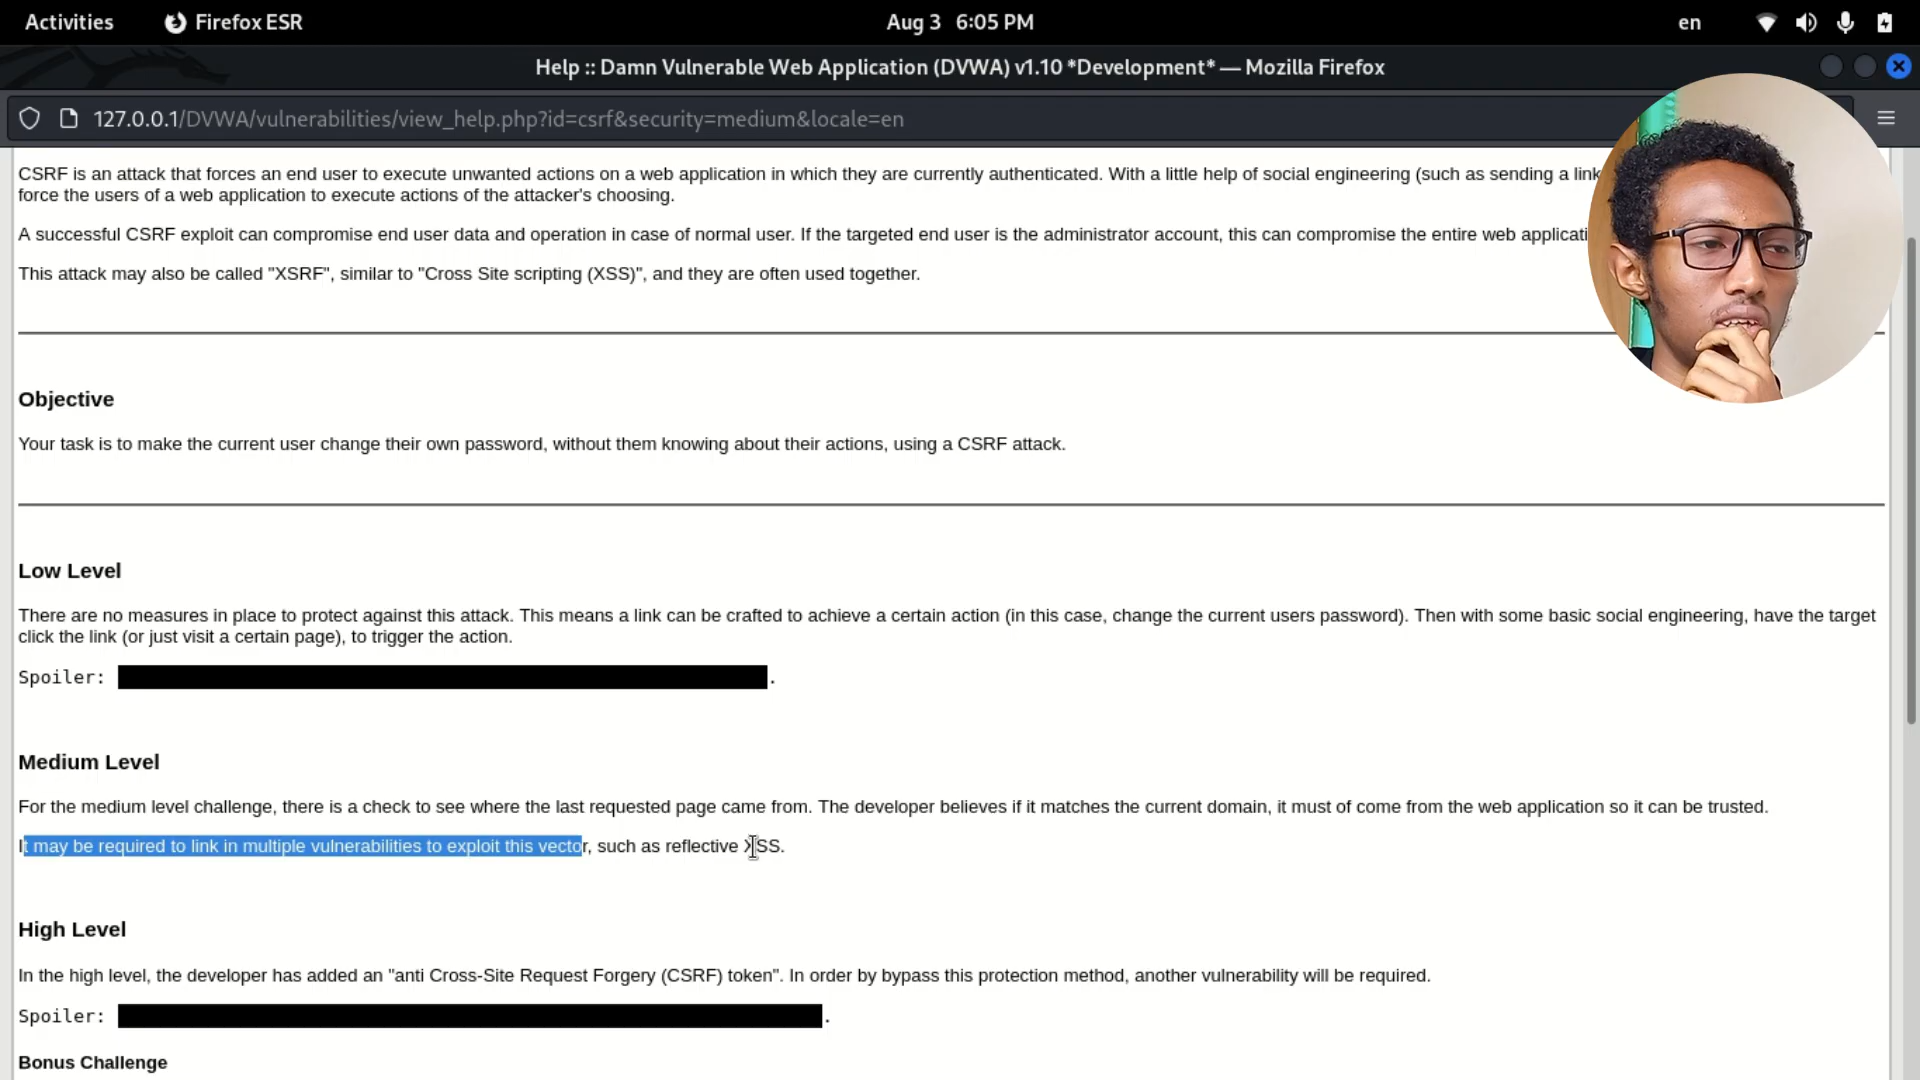 Activities Firefox ESR Aug 3 6:05 PM en
Help :: Damn Vulnerable Web Application (DVWA) v1.10 *Development* — Mozilla Firefox
127.0.0.1/DVWA/vulnerabilities/view_help.php?id=csrf&security=medium&locale=en
CSRF is an attack that forces an end user to execute unwanted actions on a web application in which they are currently authenticated. With a little help of social engineering (such as sending a link
force the users of a web application to execute actions of the attacker's choosing.
A successful CSRF exploit can compromise end user data and operation in case of normal user. If the targeted end user is the administrator account, this can compromise the entire web
This attack may also be called "XSRF", similar to "Cross Site scripting (XSS)", and they are often used together.
Objective
Your task is to make the current user change their own password, without them knowing about their actions, using a CSRF attack.
Low Level
There are no measures in place to protect against this attack. This means a link can be crafted to achieve a certain action (in this case, change the current users password). Then with some basic social engineering, have the target
click the link (or just visit a certain page), to trigger the action.
Spoiler: .
Medium Level
For the medium level challenge, there is a check to see where the last requested page came from. The developer believes if it matches the current domain, it must of come from the web application so it can be trusted.
It may be required to link in multiple vulnerabilities to exploit this vector, such as reflective XSS.
High Level
In the high level, the developer has added an "anti Cross-Site Request Forgery (CSRF) token". In order by bypass this protection method, another vulnerability will be required.
Spoiler: .
Bonus Challenge